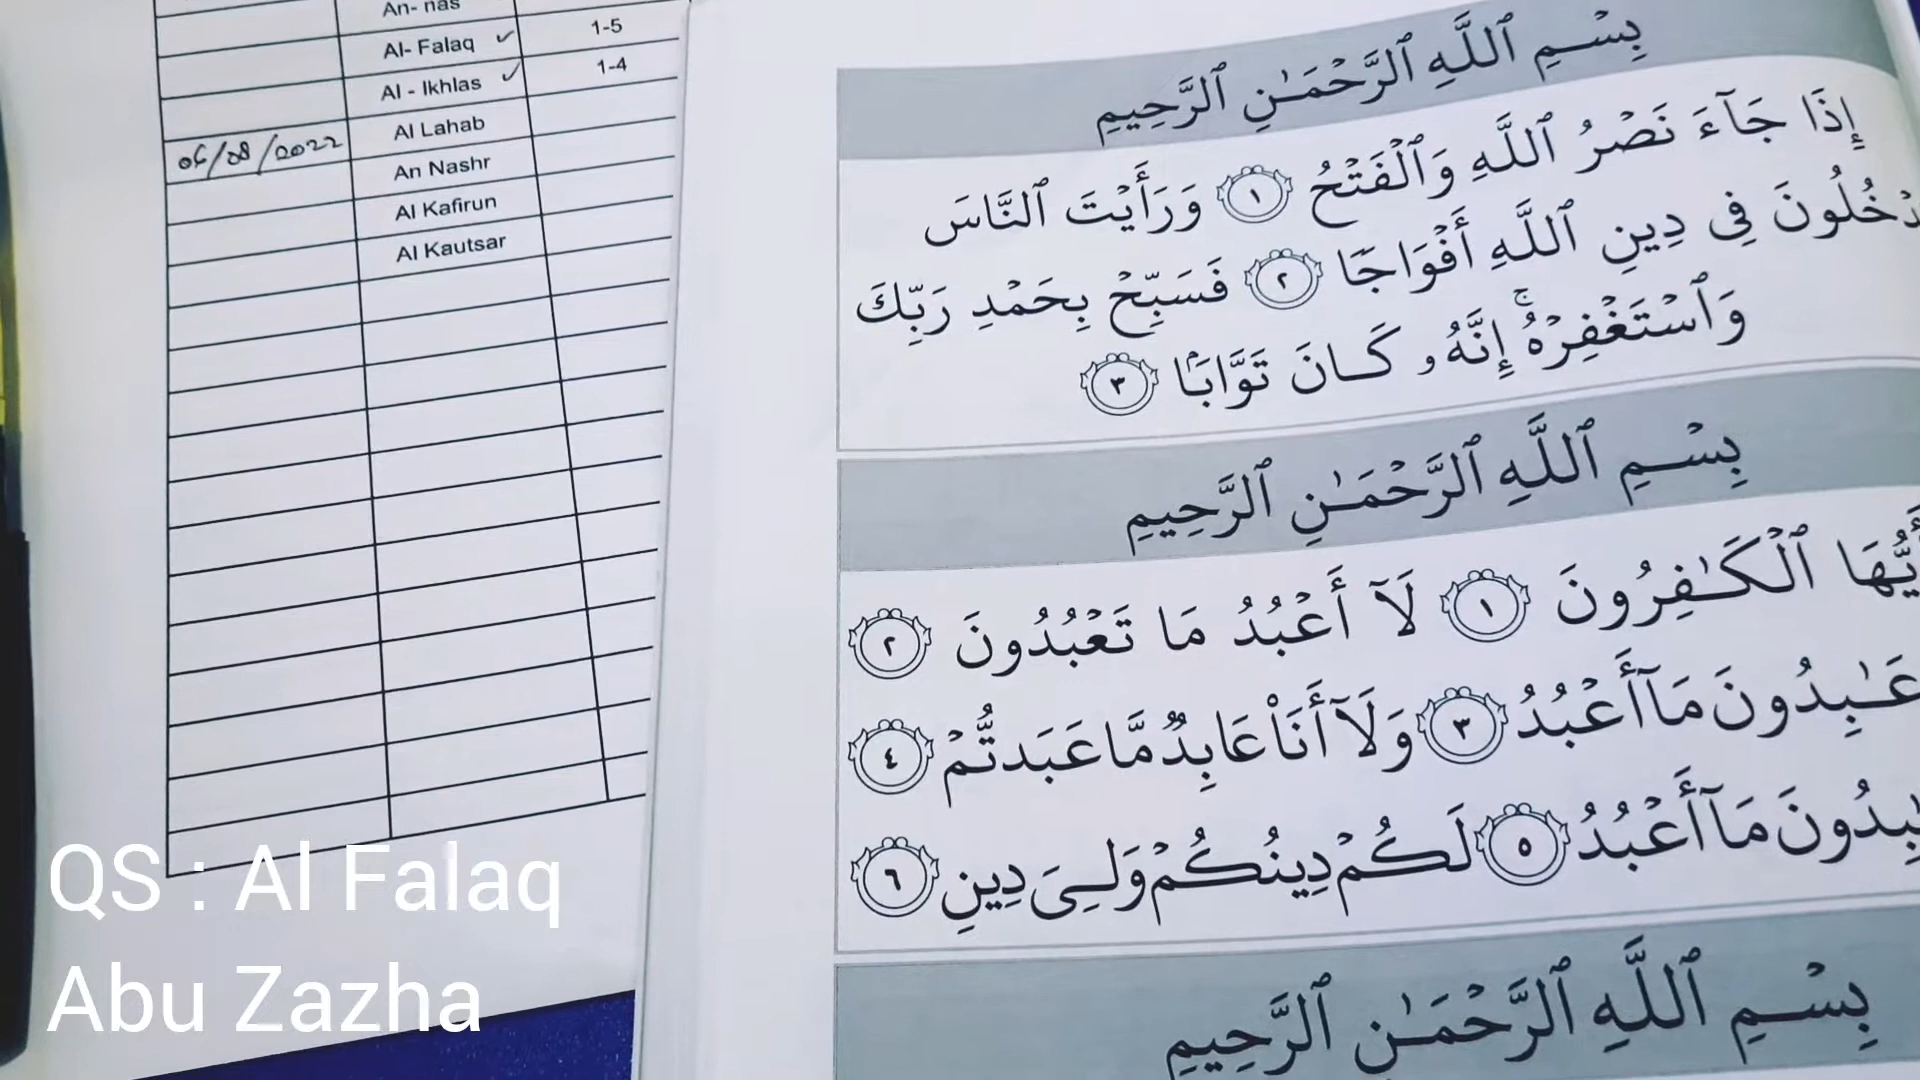 An- nas
Al- Falaq ✓ 1-5
Al - Ikhlas ✓ 1-4
06/08/2022 Al Lahab
An Nashr
Al Kafirun
Al Kautsar
بِسْمِ ٱللَّهِ ٱلرَّحْمَـٰنِ ٱلرَّحِيمِ
إِذَا جَآءَ نَصْرُ ٱللَّهِ وَٱلْفَتْحُ ١ وَرَأَيْتَ ٱلنَّاسَ
دْخُلُونَ فِى دِينِ ٱللَّهِ أَفْوَاجًا ٢ فَسَبِّحْ بِحَمْدِ رَبِّكَ
وَٱسْتَغْفِرْهُ ۚ إِنَّهُۥ كَانَ تَوَّابًۢا ٣
بِسْمِ ٱللَّهِ ٱلرَّحْمَـٰنِ ٱلرَّحِيمِ
أَيُّهَا ٱلْكَـٰفِرُونَ ١ لَآ أَعْبُدُ مَا تَعْبُدُونَ ٢
عَـٰبِدُونَ مَآ أَعْبُدُ ٣ وَلَآ أَنَا۠ عَابِدٌ مَّا عَبَدتُّمْ ٤
ـٰبِدُونَ مَآ أَعْبُدُ ٥ لَكُمْ دِينُكُمْ وَلِىَ دِينِ ٦
بِسْمِ ٱللَّهِ ٱلرَّحْمَـٰنِ ٱلرَّحِيمِ
QS : Al Falaq
Abu Zazha